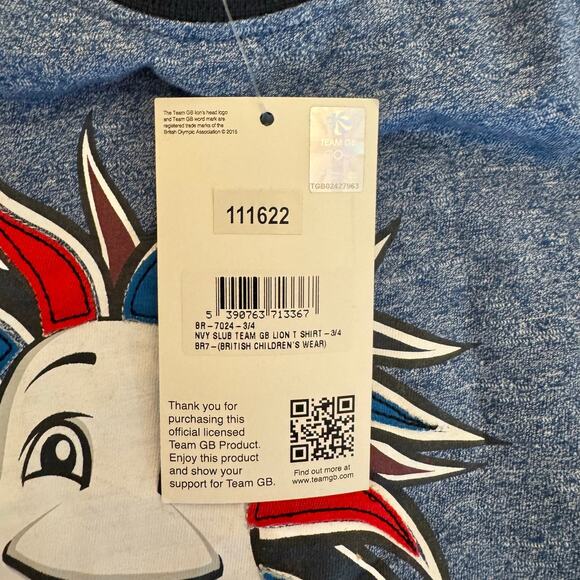 The Team GB lion's head logo
and Team GB word mark are
registered trade marks of the
British Olympic Association © 2015
TEAM GB
TGB02427963
111622
5 390763 713367
BR-7024-3/4
NVY SLUB TEAM GB LION T SHIRT-3/4
BR7-(BRITISH CHILDREN'S WEAR)
Thank you for
purchasing this
official licensed
Team GB Product.
Enjoy this product
and show your
support for Team GB.
Find out more at
www.teamgb.com